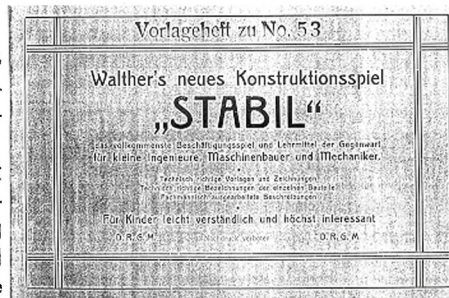 Vorlageheft zu No. 53
Walther's neues Konstruktionsspiel
„STABIL“
das vollkommenste Beschäftigungsspiel und Lehrmittel der Gegenwart
für kleine Ingenieure, Maschinenbauer und Mechaniker.
Technisch richtige Vorlagen und Zeichnungen
Technisch richtige Bezeichnungen der einzelnen Bauteile
Fachmännisch ausgearbeitete Beschreibungen
Für Kinder leicht verständlich und höchst interessant
D. R. G. M. verboten D. R. G. M.